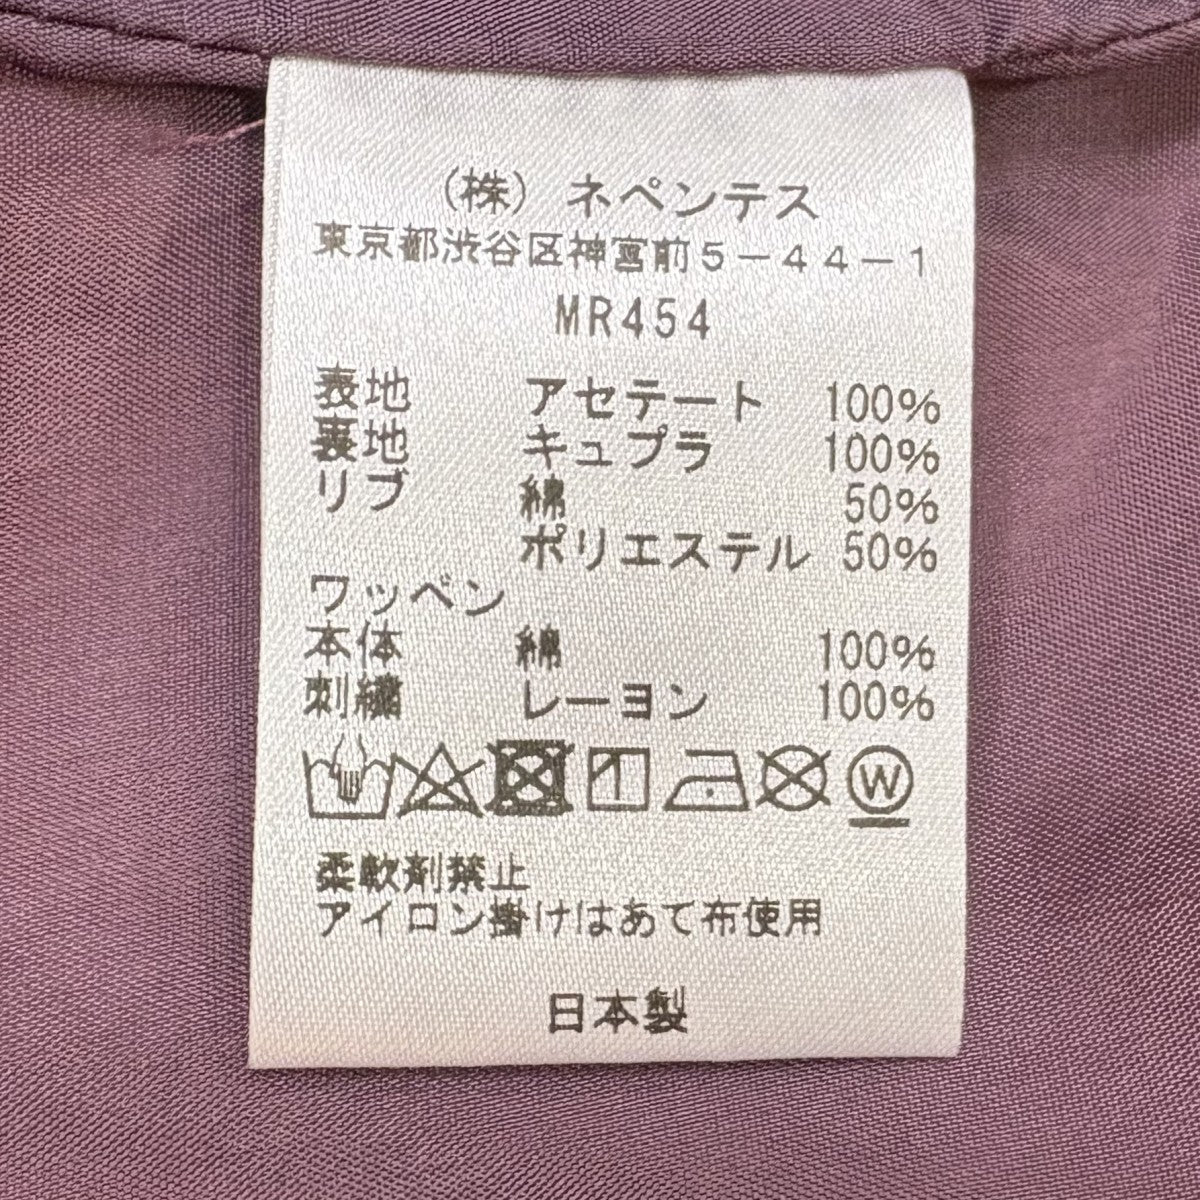 (株) ネペンテス
東京都渋谷区神宮前5-44-1
MR454
表地 アセテート 100%
裏地 キュプラ 100%
リブ 綿 50%
ポリエステル 50%
ワッペン
本体 綿 100%
刺繍 レーヨン 100%
W
柔軟剤禁止
アイロン掛けはあて布使用
日本製